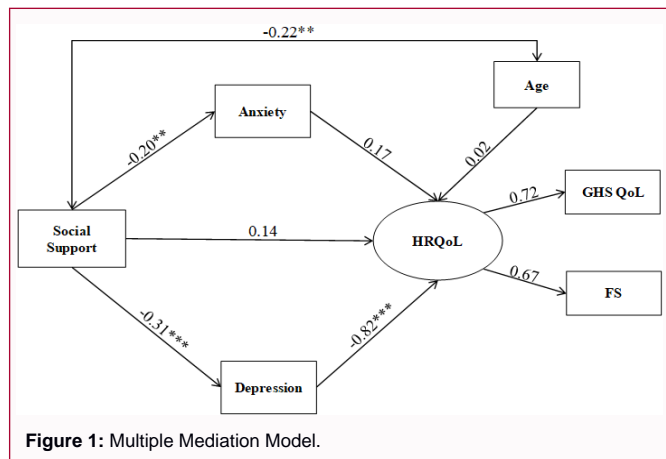 -0.22**
Age
Anxiety
-0.20**
0.17
0.02
GHS QoL
0.72
Social
Support
0.14
HRQoL
0.67
FS
-0.31***
-0.82***
Depression
Figure 1: Multiple Mediation Model.